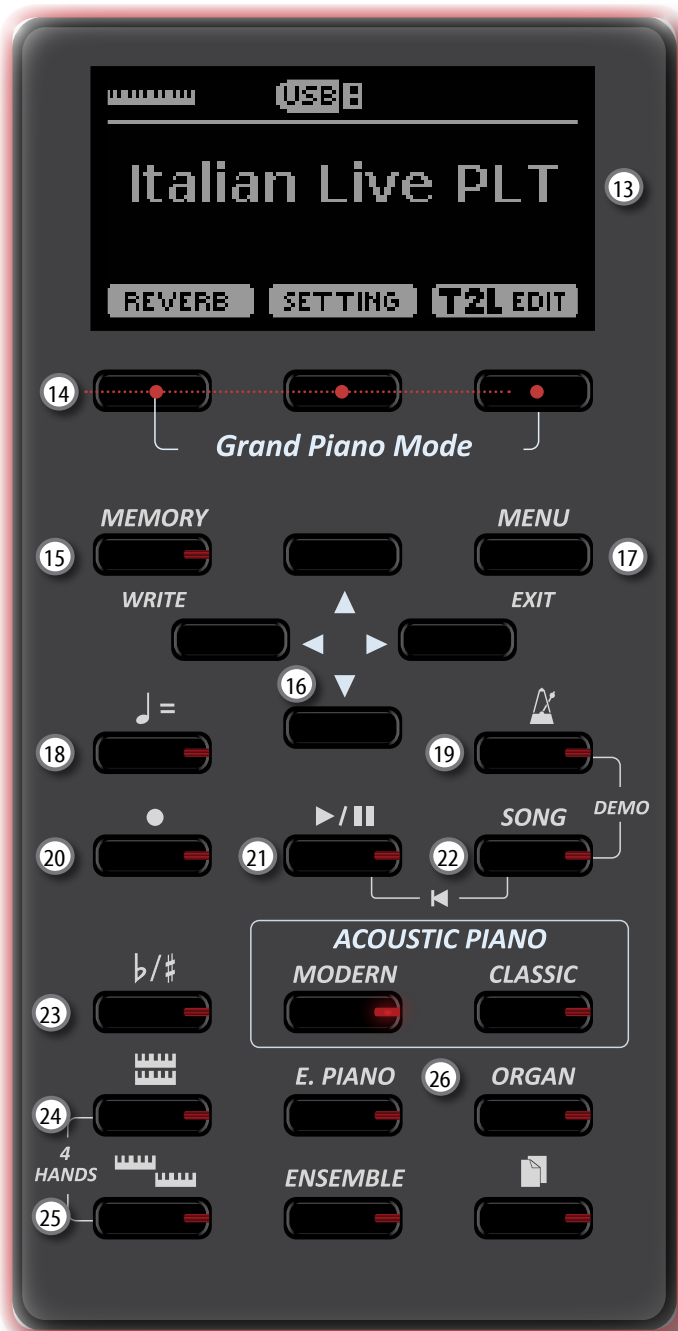 USB
Italian Live PLT
13
REVERB SETTING T2L EDIT
14
Grand Piano Mode
MEMORY MENU
15 17
WRITE EXIT
16
♩ =
18 19
● ▶/❚❚ SONG DEMO
20 21 22
ACOUSTIC PIANO
♭/♯ MODERN CLASSIC
23
E. PIANO 26 ORGAN
24
4
HANDS
ENSEMBLE
25